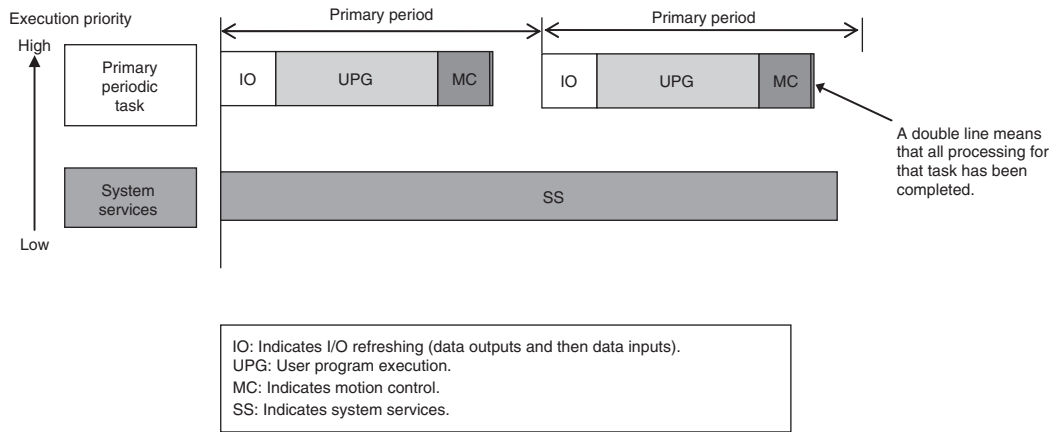 Execution priority
High
Low
Primary period
Primary period
Primary
periodic
task
IO
UPG
MC
IO
UPG
MC
A double line means
that all processing for
that task has been
completed.
System
services
SS
IO: Indicates I/O refreshing (data outputs and then data inputs).
UPG: User program execution.
MC: Indicates motion control.
SS: Indicates system services.